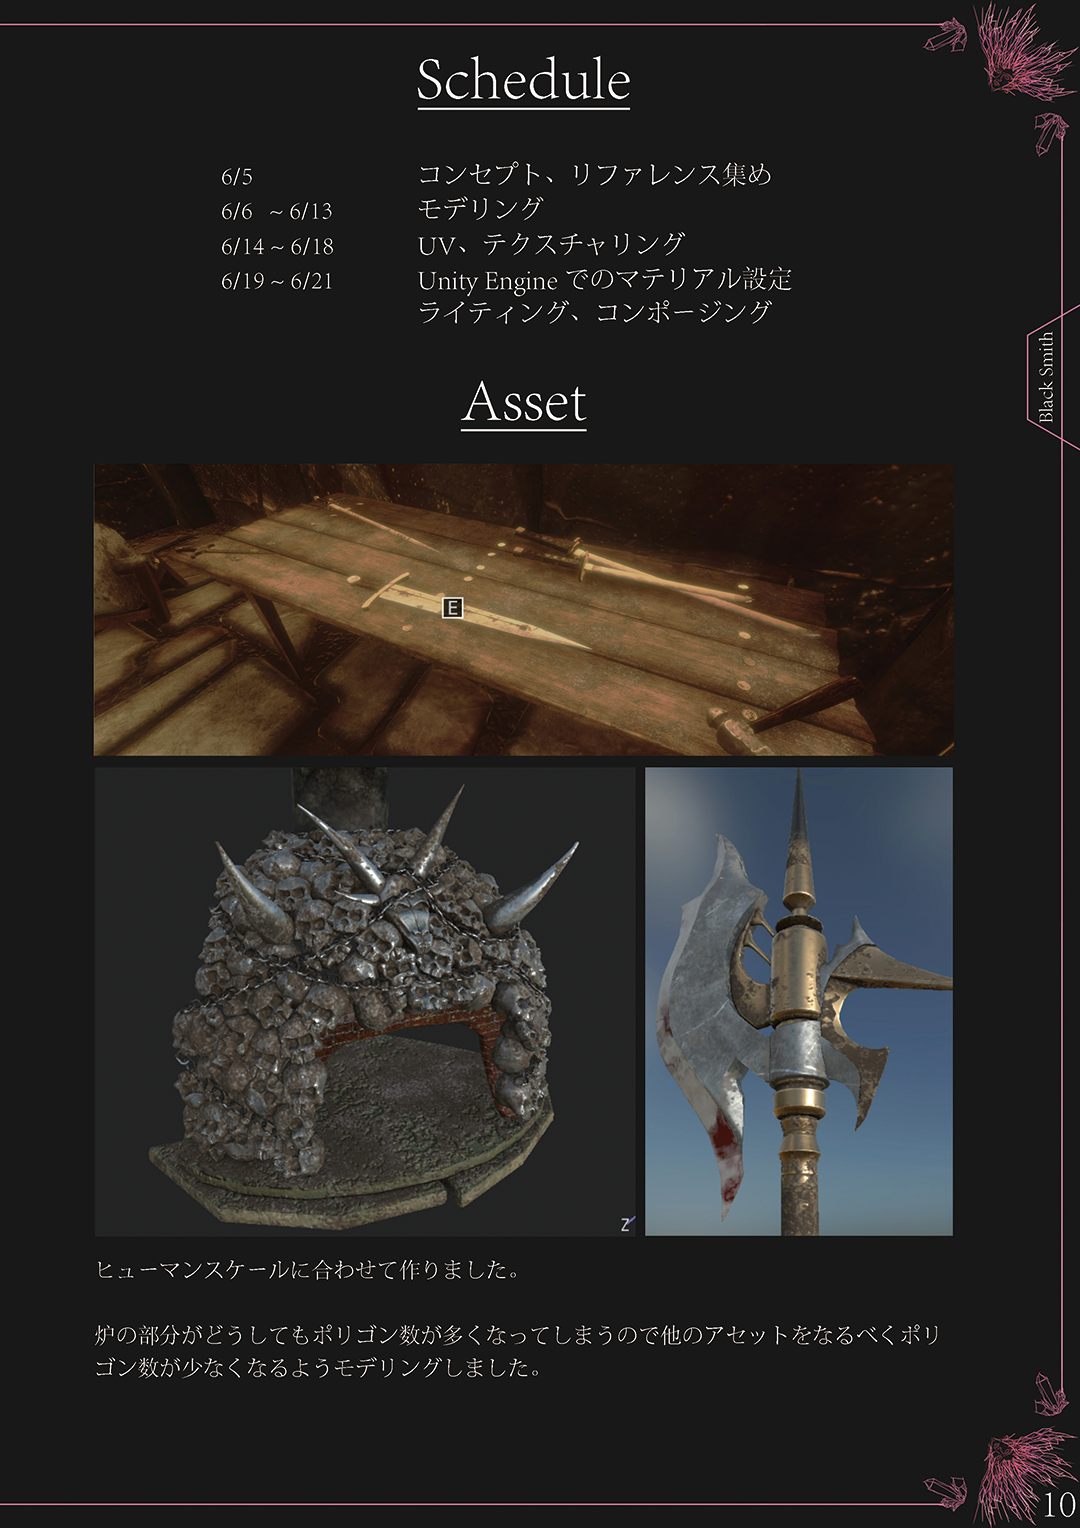 Schedule
6/5 コンセプト、リファレンス集め
6/6 ~ 6/13 モデリング
6/14 ~ 6/18 UV、テクスチャリング
6/19 ~ 6/21 Unity Engine でのマテリアル設定
ライティング、コンポージング
Black Smith
Asset
E
Z
ヒューマンスケールに合わせて作りました。
炉の部分がどうしてもポリゴン数が多くなってしまうので他のアセットをなるべくポリ
ゴン数が少なくなるようモデリングしました。
10